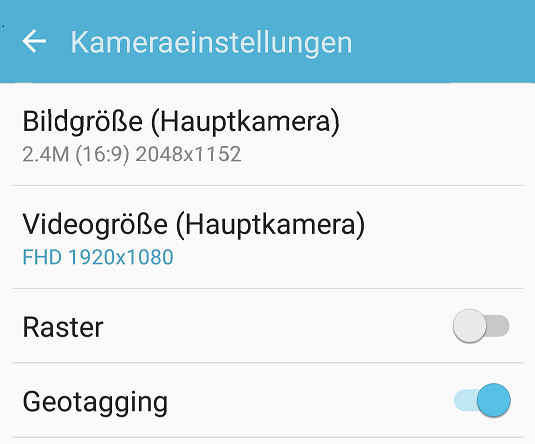 Kameraeinstellungen
Bildgröße (Hauptkamera)
2.4M (16:9) 2048x1152
Videogröße (Hauptkamera)
FHD 1920x1080
Raster
Geotagging